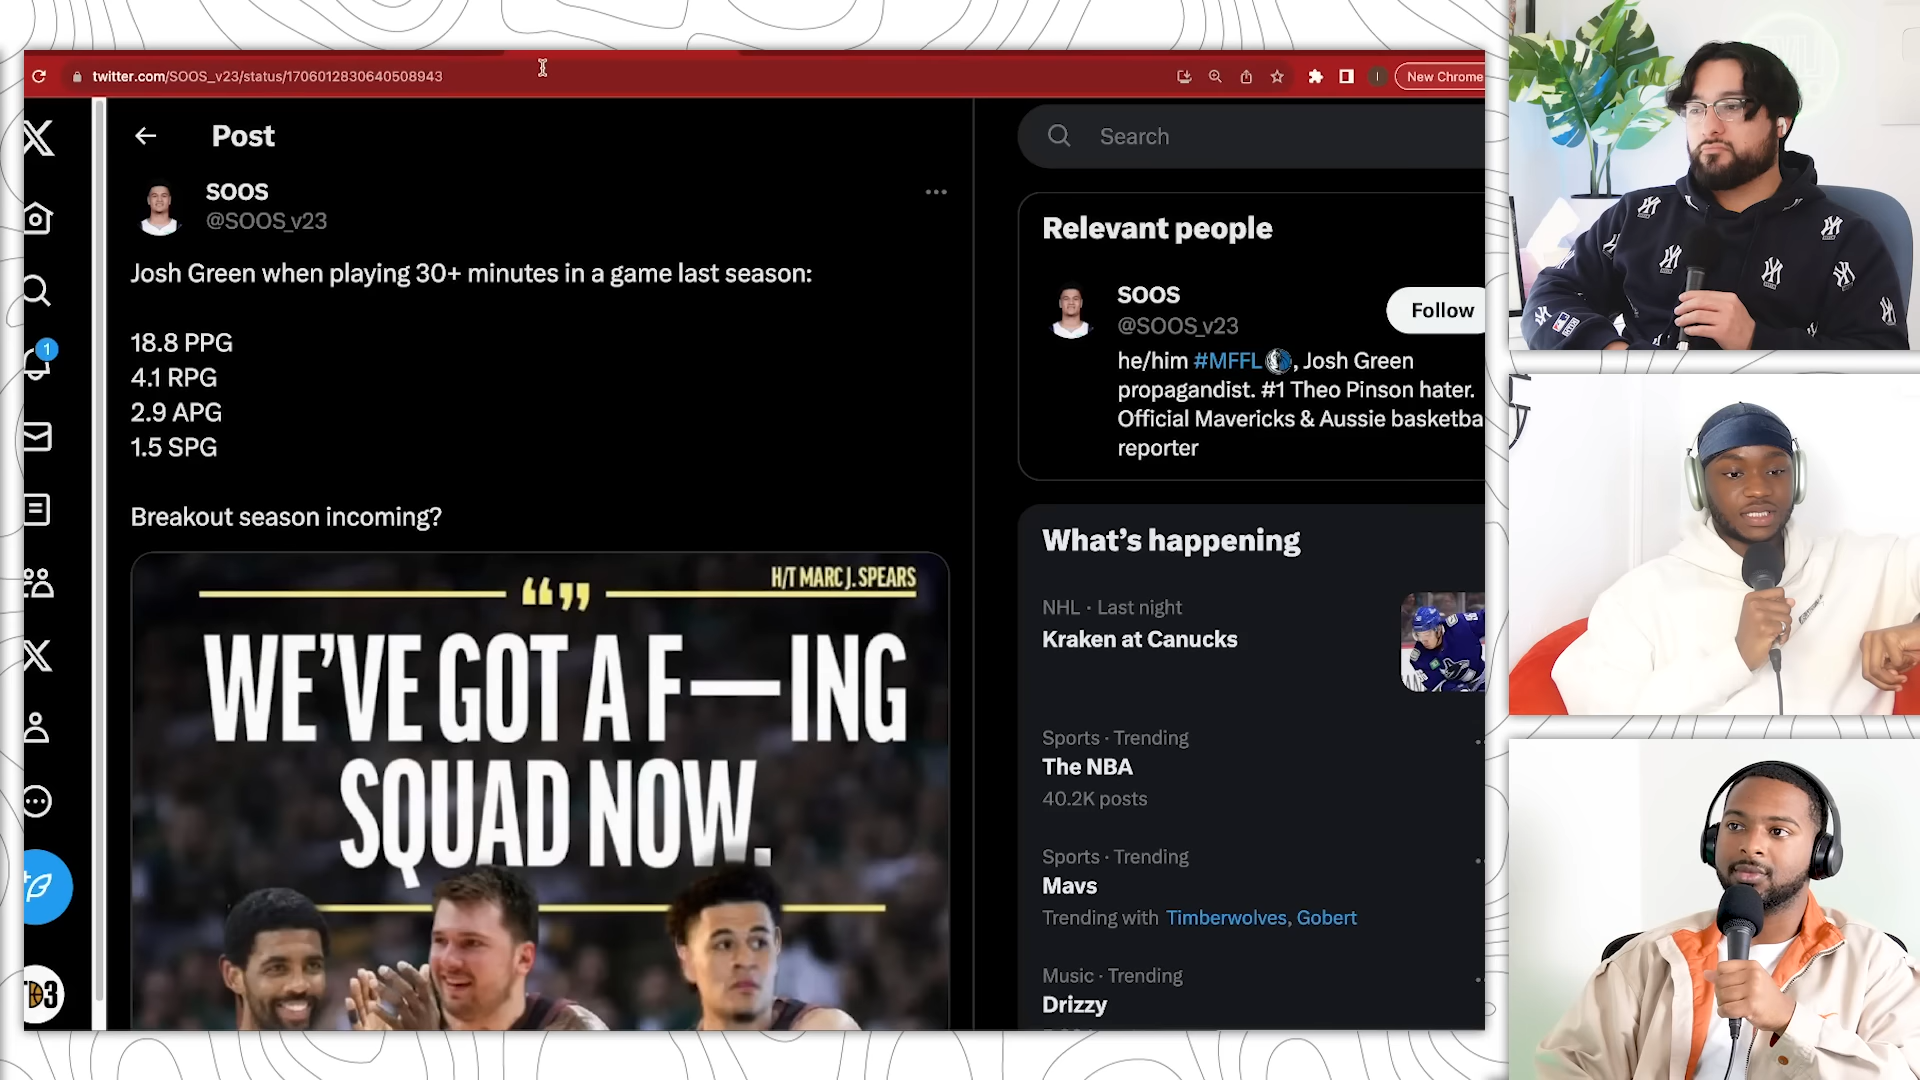 twitter.com/SOOS_v23/status/1706012830640508943
New Chrome
Post
SOOS
@SOOS_v23
Josh Green when playing 30+ minutes in a game last season:
18.8 PPG
4.1 RPG
2.9 APG
1.5 SPG
Breakout season incoming?
H/T MARC J. SPEARS
“”
WE’VE GOT A F—ING
SQUAD NOW.
1
Search
Relevant people
SOOS
@SOOS_v23
Follow
he/him #MFFL, Josh Green
propagandist. #1 Theo Pinson hater.
Official Mavericks & Aussie basketba
reporter
What’s happening
NHL · Last night
Kraken at Canucks
Sports · Trending
The NBA
40.2K posts
Sports · Trending
Mavs
Trending with Timberwolves, Gobert
Music · Trending
Drizzy